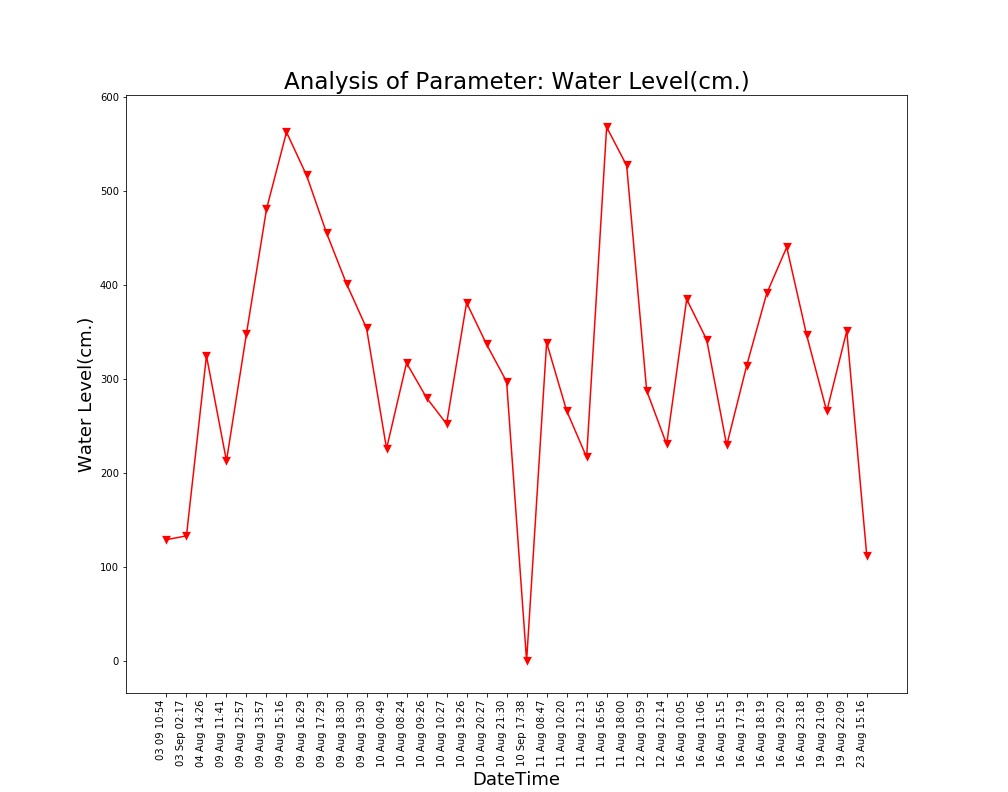 Analysis of Parameter: Water Level(cm.)
600
500
400
300
200
100
0
Water Level(cm.)
03 09 10:54
03 Sep 02:17
04 Aug 14:26
09 Aug 11:41
09 Aug 12:57
09 Aug 13:57
09 Aug 15:16
09 Aug 16:29
09 Aug 17:29
09 Aug 18:30
09 Aug 19:30
10 Aug 00:49
10 Aug 08:24
10 Aug 09:26
10 Aug 10:27
10 Aug 19:26
10 Aug 20:27
10 Aug 21:30
10 Sep 17:38
11 Aug 08:47
11 Aug 10:20
11 Aug 12:13
11 Aug 16:56
11 Aug 18:00
12 Aug 10:59
12 Aug 12:14
16 Aug 10:05
16 Aug 11:06
16 Aug 15:15
16 Aug 17:19
16 Aug 18:19
16 Aug 19:20
16 Aug 23:18
19 Aug 21:09
19 Aug 22:09
23 Aug 15:16
DateTime